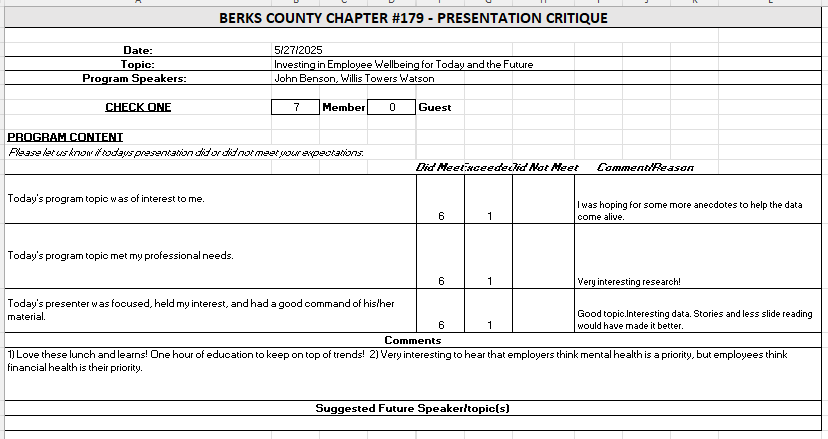 BERKS COUNTY CHAPTER #179 - PRESENTATION CRITIQUE
Date: 5/27/2025
Topic: Investing in Employee Wellbeing for Today and the Future
Program Speakers: John Benson, Willis Towers Watson
CHECK ONE 7 Member 0 Guest
PROGRAM CONTENT
Please let us know if todays presentation did or did not meet your expectations.
Did Meet Exceeded Did Not Meet Comment/Reason
Today's program topic was of interest to me. 6 1 I was hoping for some more anecdotes to help the data
come alive.
Today's program topic met my professional needs. 6 1 Very interesting research!
Today's presenter was focused, held my interest, and had a good command of his/her
material. 6 1 Good topic.Interesting data. Stories and less slide reading
would have made it better.
Comments
1) Love these lunch and learns! One hour of education to keep on top of trends! 2) Very interesting to hear that employers think mental health is a priority, but employees think
financial health is their priority.
Suggested Future Speaker/topic(s)